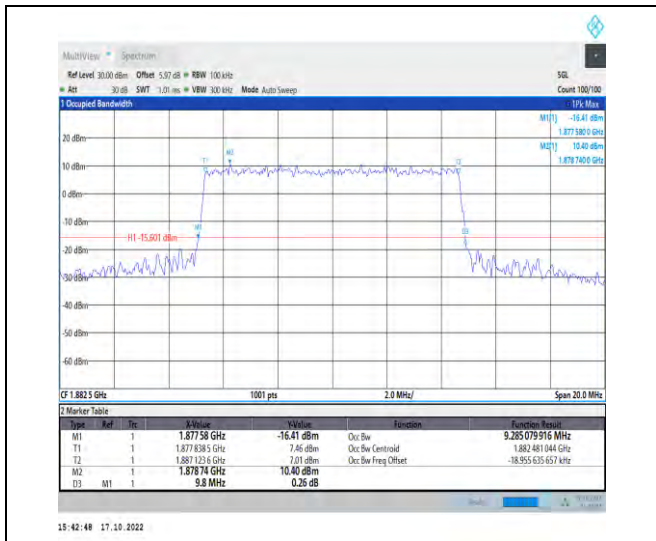 MultiView Spectrum
Ref Level 30.00 dBm Offset 5.97 dB RBW 100 kHz SGL
Att 30 dB SWT 1.01 ms VBW 300 kHz Mode Auto Sweep Count 100/100
1 Occupied Bandwidth 1Pk Max
M1[1] -16.41 dBm
1.877580 0 GHz
M2[1] 10.40 dBm
1.878740 0 GHz
20 dBm
10 dBm
0 dBm
-10 dBm
-20 dBm
-30 dBm
-40 dBm
-50 dBm
-60 dBm
T1
M2
T2
M1
D3
H1 -15.601 dBm
CF 1.882 5 GHz 1001 pts 2.0 MHz/ Span 20.0 MHz
2 Marker Table
Type Ref Trc X-Value Y-Value Function Function Result
M1 1 1.877 58 GHz -16.41 dBm Occ Bw 9.285 079 916 MHz
T1 1 1.877 838 5 GHz 7.46 dBm Occ Bw Centroid 1.882 481 044 GHz
T2 1 1.887 123 6 GHz 7.01 dBm Occ Bw Freq Offset -18.955 635 657 kHz
M2 1 1.878 74 GHz 10.40 dBm
D3 M1 1 9.8 MHz 0.26 dB
15:42:48 17.10.2022